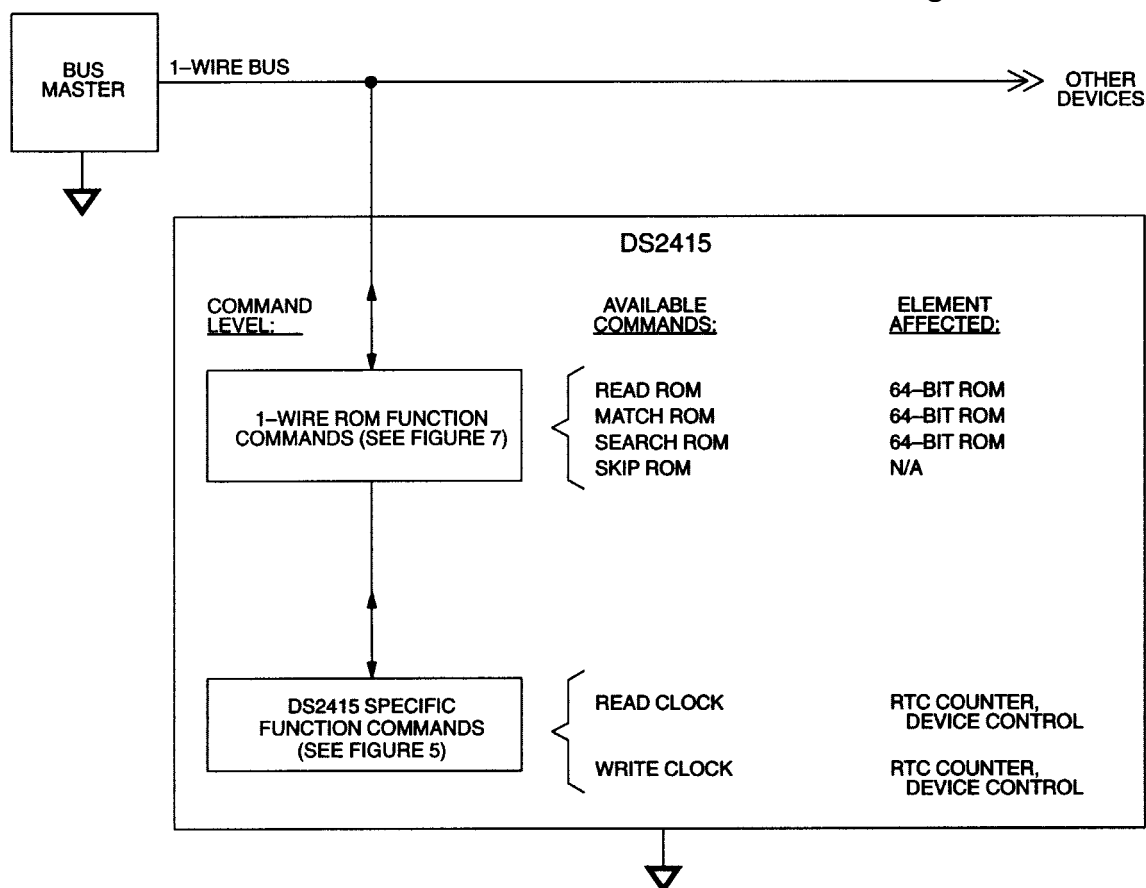 BUS
MASTER
1–WIRE BUS
OTHER
DEVICES
DS2415
COMMAND
LEVEL:
AVAILABLE
COMMANDS:
ELEMENT
AFFECTED:
1–WIRE ROM FUNCTION
COMMANDS (SEE FIGURE 7)
READ ROM
64–BIT ROM
MATCH ROM
64–BIT ROM
SEARCH ROM
64–BIT ROM
SKIP ROM
N/A
DS2415 SPECIFIC
FUNCTION COMMANDS
(SEE FIGURE 5)
READ CLOCK
RTC COUNTER,
DEVICE CONTROL
WRITE CLOCK
RTC COUNTER,
DEVICE CONTROL